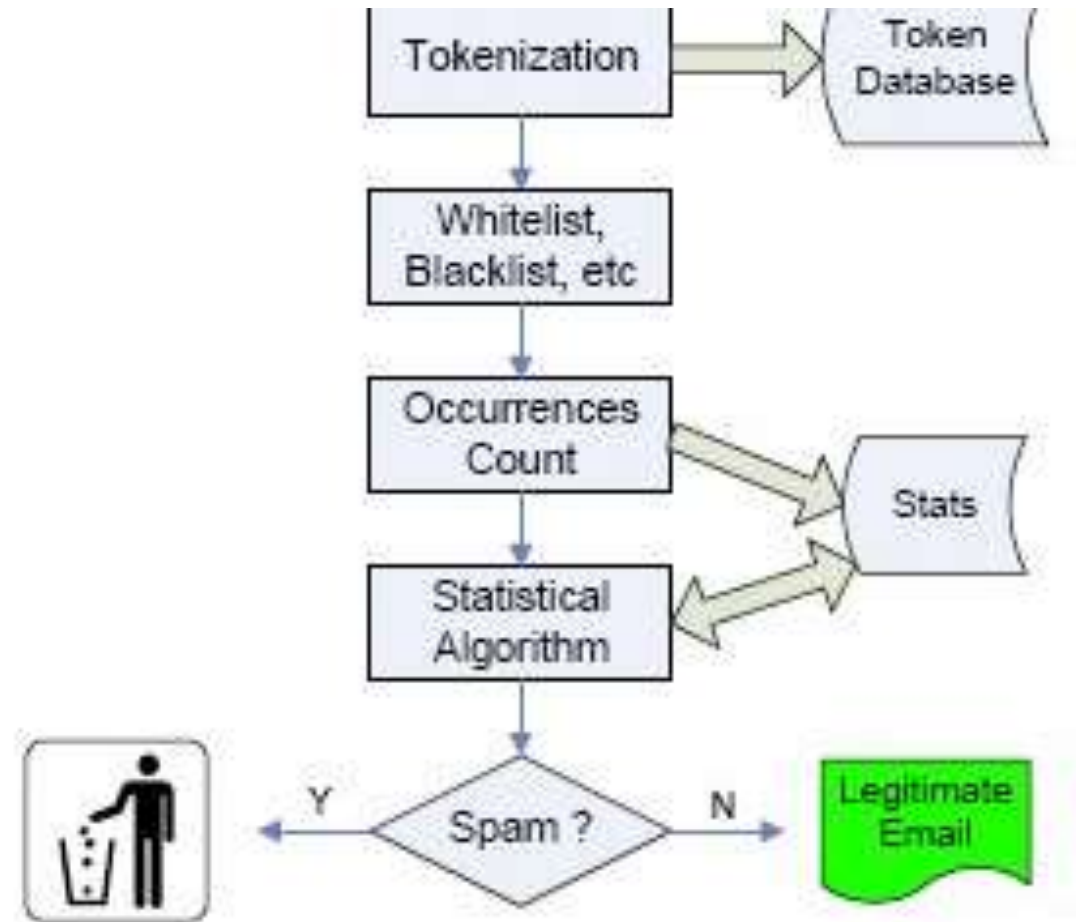 Tokenization
Token
Database
Whitelist,
Blacklist, etc
Occurrences
Count
Stats
Statistical
Algorithm
Y
Spam ?
N
Legitimate
Email